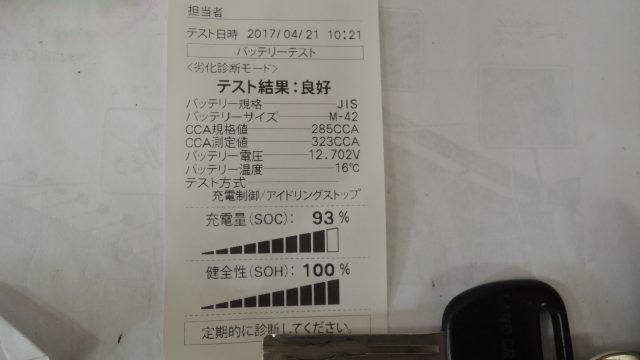 担当者
テスト日時 2017/04/21 10:21
バッテリーテスト
<劣化診断モード>
テスト結果:良好
バッテリー規格 JIS
バッテリーサイズ M-42
CCA規格値 285CCA
CCA測定値 323CCA
バッテリー電圧 12.702V
バッテリー温度 16℃
テスト方式
充電制御/アイドリングストップ
充電量(SOC): 93 %
健全性(SOH): 100 %
定期的に診断してください。